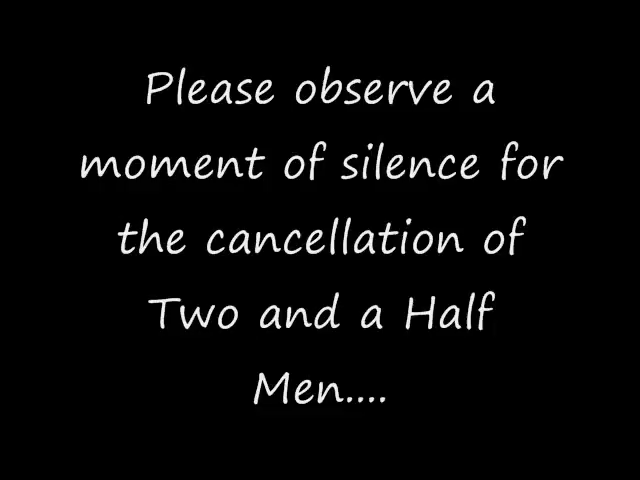 Please observe a
moment of silence for
the cancellation of
Two and a Half
Men....